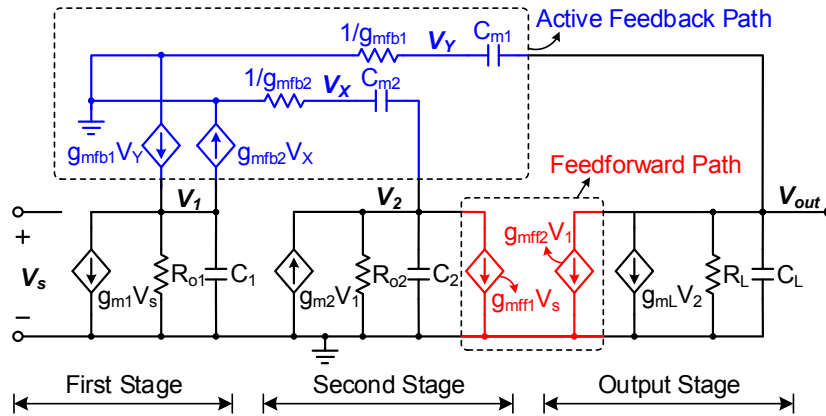 Active Feedback Path
1/gmfb1
VY
Cm1
1/gmfb2
VX
Cm2
gmfb1VY
gmfb2VX
Feedforward Path
V1
V2
Vout
+
Vs
−
gm1Vs
Ro1
C1
gm2V1
Ro2
C2
gmff1Vs
gmff2V1
gmLV2
RL
CL
First Stage
Second Stage
Output Stage